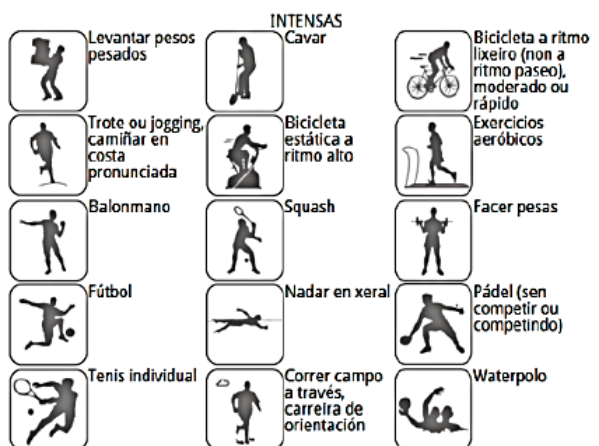 INTENSAS
Levantar pesos
pesados
Cavar
Bicicleta a ritmo
lixeiro (non a
ritmo paseo),
moderado ou
rápido
Trote ou jogging,
camiñar en
costa
pronunciada
Bicicleta
estática a
ritmo alto
Exercicios
aeróbicos
Balonmano
Squash
Facer pesas
Fútbol
Nadar en xeral
Pádel (sen
competir ou
competindo)
Tenis individual
Correr campo
a través,
carreira de
orientación
Waterpolo